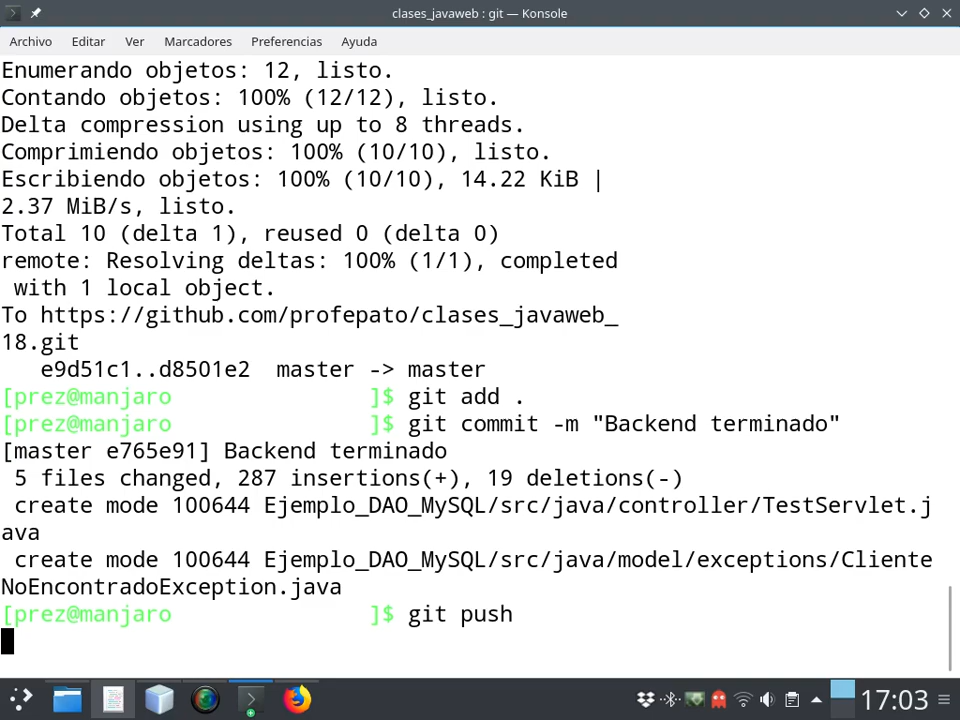 clases_javaweb : git — Konsole
Archivo Editar Ver Marcadores Preferencias Ayuda
Enumerando objetos: 12, listo.
Contando objetos: 100% (12/12), listo.
Delta compression using up to 8 threads.
Comprimiendo objetos: 100% (10/10), listo.
Escribiendo objetos: 100% (10/10), 14.22 KiB |
2.37 MiB/s, listo.
Total 10 (delta 1), reused 0 (delta 0)
remote: Resolving deltas: 100% (1/1), completed
 with 1 local object.
To https://github.com/profepato/clases_javaweb_
18.git
   e9d51c1..d8501e2  master -> master
[prez@manjaro               ]$ git add .
[prez@manjaro               ]$ git commit -m "Backend terminado"
[master e765e91] Backend terminado
 5 files changed, 287 insertions(+), 19 deletions(-)
 create mode 100644 Ejemplo_DAO_MySQL/src/java/controller/TestServlet.j
ava
 create mode 100644 Ejemplo_DAO_MySQL/src/java/model/exceptions/Cliente
NoEncontradoException.java
[prez@manjaro               ]$ git push
17:03